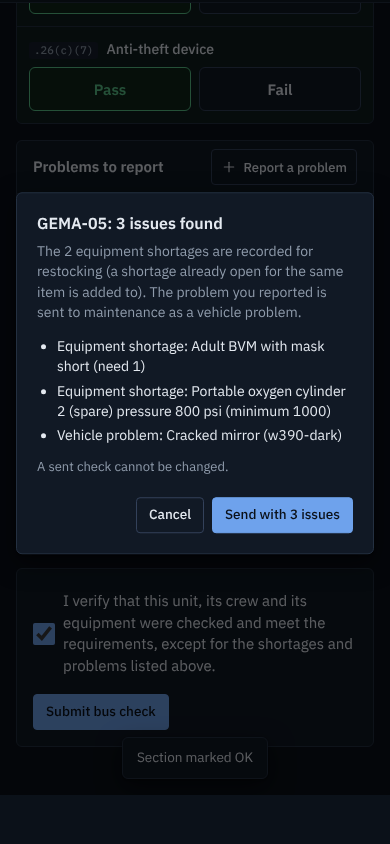 .26(c)(7) Anti-theft device
Pass Fail
Problems to report + Report a problem
GEMA-05: 3 issues found
The 2 equipment shortages are recorded for
restocking (a shortage already open for the same
item is added to). The problem you reported is
sent to maintenance as a vehicle problem.
• Equipment shortage: Adult BVM with mask
short (need 1)
• Equipment shortage: Portable oxygen cylinder
2 (spare) pressure 800 psi (minimum 1000)
• Vehicle problem: Cracked mirror (w390-dark)
A sent check cannot be changed.
Cancel Send with 3 issues
I verify that this unit, its crew and its
equipment were checked and meet the
requirements, except for the shortages and
problems listed above.
Submit bus check
Section marked OK